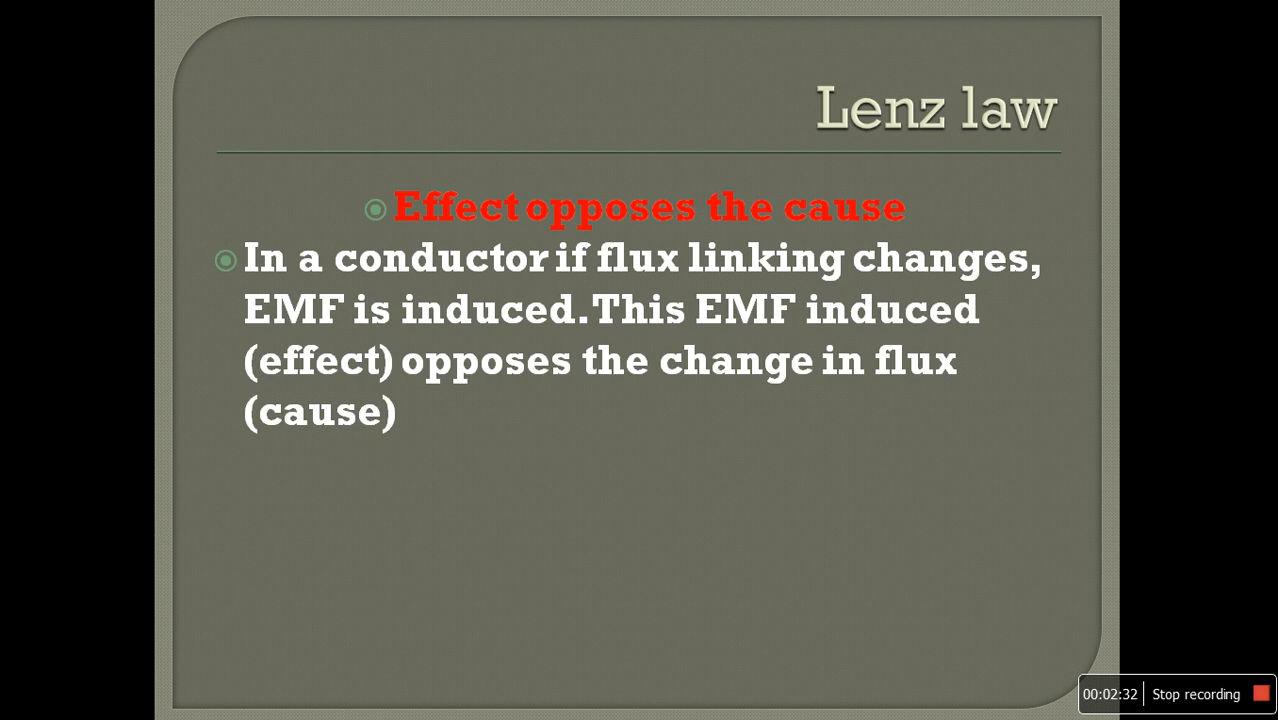 Lenz law
Effect opposes the cause
In a conductor if flux linking changes,
EMF is induced. This EMF induced
(effect) opposes the change in flux
(cause)
00:02:32 Stop recording